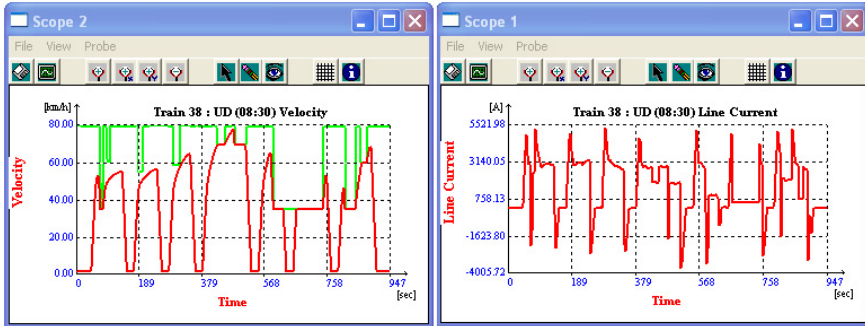 Scope 2
File View Probe
[km/h]
Train 38 : UD (08:30) Velocity
80.00
60.00
40.00
20.00
0.00
Velocity
0 189 379 568 758 947
[sec]
Time
Scope 1
File View Probe
[A]
Train 38 : UD (08:30) Line Current
5521.98
3140.05
758.13
-1623.80
-4005.72
Line Current
0 189 379 568 758 947
[sec]
Time